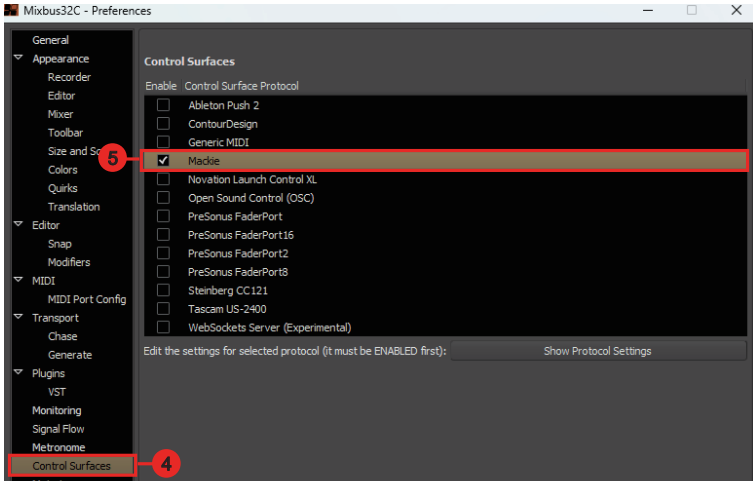 Mixbus32C - Preferences
General
Appearance
Recorder
Editor
Mixer
Toolbar
Size and Sc
Colors
Quirks
Translation
Editor
Snap
Modifiers
MIDI
MIDI Port Config
Transport
Chase
Generate
Plugins
VST
Monitoring
Signal Flow
Metronome
Control Surfaces
4
Control Surfaces
Enable Control Surface Protocol
Ableton Push 2
ContourDesign
Generic MIDI
5
Mackie
Novation Launch Control XL
Open Sound Control (OSC)
PreSonus FaderPort
PreSonus FaderPort16
PreSonus FaderPort2
PreSonus FaderPort8
Steinberg CC121
Tascam US-2400
WebSockets Server (Experimental)
Edit the settings for selected protocol (it must be ENABLED first): Show Protocol Settings